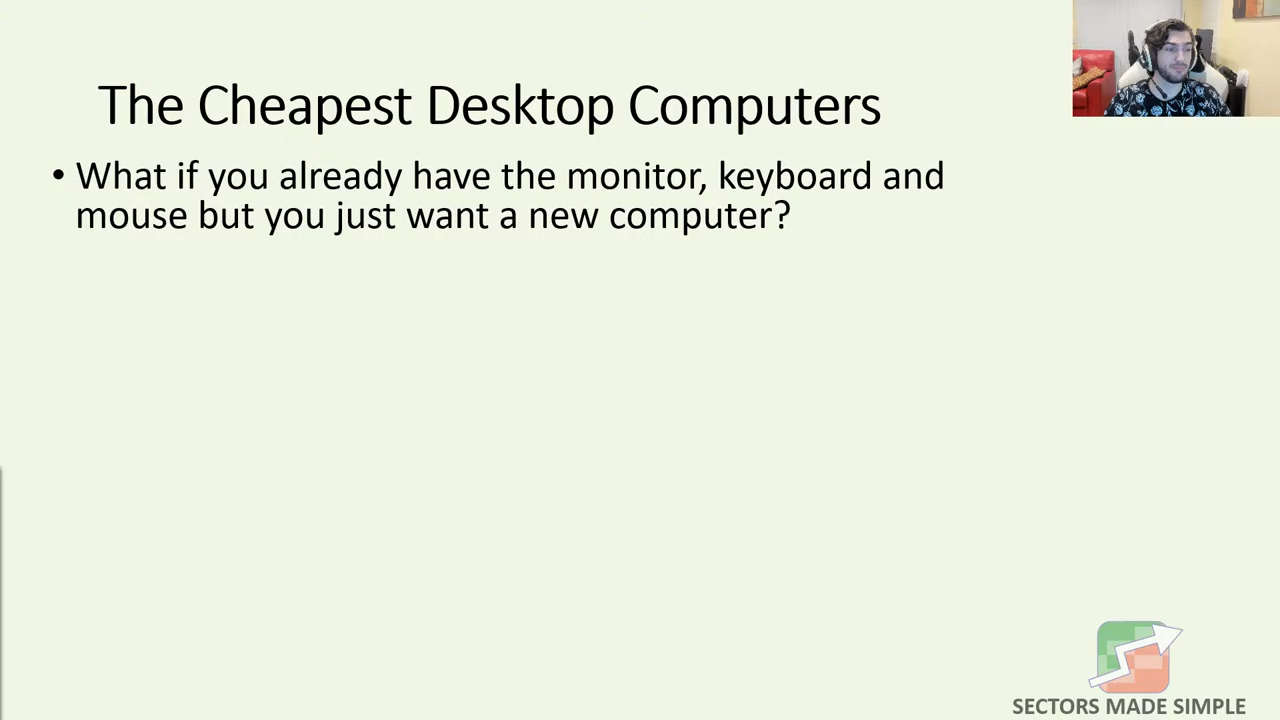 The Cheapest Desktop Computers
• What if you already have the monitor, keyboard and
mouse but you just want a new computer?
SECTORS MADE SIMPLE